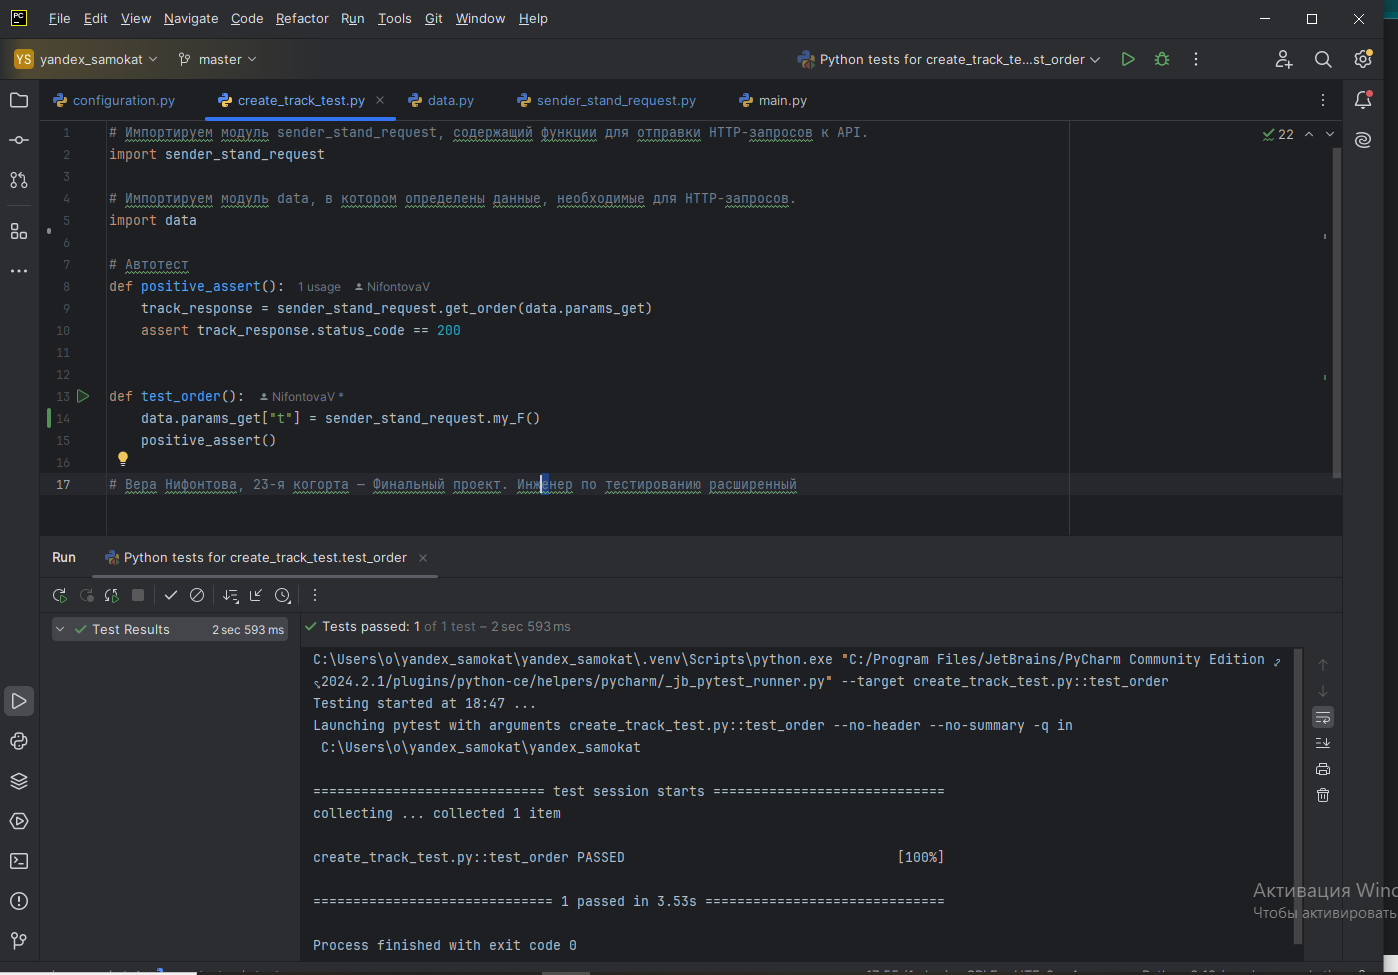 File Edit View Navigate Code Refactor Run Tools Git Window Help
YS yandex_samokat master Python tests for create_track_te...st_order
configuration.py create_track_test.py data.py sender_stand_request.py main.py
1 # Импортируем модуль sender_stand_request, содержащий функции для отправки HTTP-запросов к API. 22
2 import sender_stand_request
3
4 # Импортируем модуль data, в котором определены данные, необходимые для HTTP-запросов.
5 import data
6
7 # Автотест
8 def positive_assert(): 1 usage NifontovaV
9 track_response = sender_stand_request.get_order(data.params_get)
10 assert track_response.status_code == 200
11
12
13 def test_order(): NifontovaV *
14 data.params_get["t"] = sender_stand_request.my_F()
15 positive_assert()
16
17 # Вера Нифонтова, 23-я когорта — Финальный проект. Инженер по тестированию расширенный
Run Python tests for create_track_test.test_order
Test Results 2 sec 593 ms
Tests passed: 1 of 1 test – 2 sec 593 ms
C:\Users\o\yandex_samokat\yandex_samokat\.venv\Scripts\python.exe "C:/Program Files/JetBrains/PyCharm Community Edition
2024.2.1/plugins/python-ce/helpers/pycharm/_jb_pytest_runner.py" --target create_track_test.py::test_order
Testing started at 18:47 ...
Launching pytest with arguments create_track_test.py::test_order --no-header --no-summary -q in
C:\Users\o\yandex_samokat\yandex_samokat
============================= test session starts =============================
collecting ... collected 1 item
create_track_test.py::test_order PASSED [100%]
============================== 1 passed in 3.53s ==============================
Process finished with exit code 0
Активация Winc
Чтобы активировать